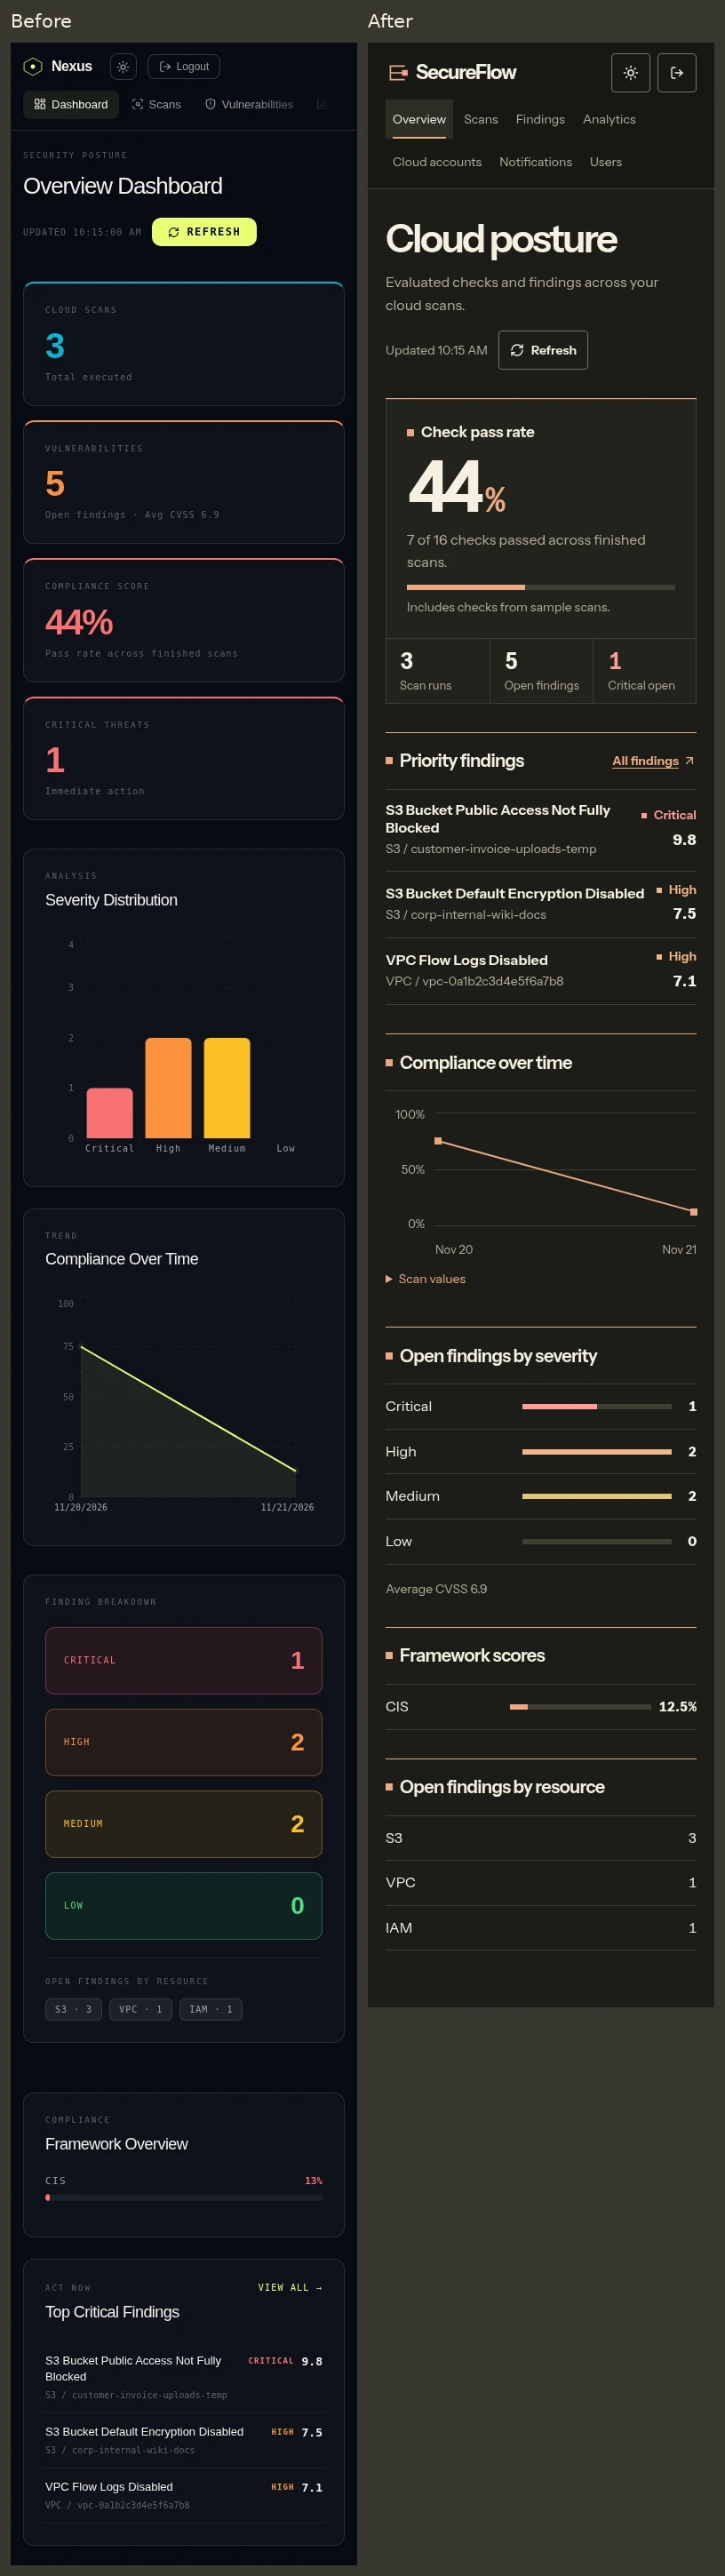 Before
Nexus
Logout
Dashboard
Scans
Vulnerabilities
SECURITY POSTURE
Overview Dashboard
UPDATED 10:15:00 AM
REFRESH
CLOUD SCANS
3
Total executed
VULNERABILITIES
5
Open findings · Avg CVSS 6.9
COMPLIANCE SCORE
44%
Pass rate across finished scans
CRITICAL THREATS
1
Immediate action
ANALYSIS
Severity Distribution
4
3
2
1
0
Critical High Medium Low
TREND
Compliance Over Time
100
75
50
25
0
11/20/2026 11/21/2026
FINDING BREAKDOWN
CRITICAL 1
HIGH 2
MEDIUM 2
LOW 0
OPEN FINDINGS BY RESOURCE
S3 · 3 VPC · 1 IAM · 1
COMPLIANCE
Framework Overview
CIS 13%
ACT NOW
VIEW ALL →
Top Critical Findings
S3 Bucket Public Access Not Fully
Blocked
CRITICAL 9.8
S3 / customer-invoice-uploads-temp
S3 Bucket Default Encryption Disabled HIGH 7.5
S3 / corp-internal-wiki-docs
VPC Flow Logs Disabled HIGH 7.1
VPC / vpc-0a1b2c3d4e5f6a7b8
After
SecureFlow
Overview Scans Findings Analytics
Cloud accounts Notifications Users
Cloud posture
Evaluated checks and findings across your
cloud scans.
Updated 10:15 AM
Refresh
Check pass rate
44%
7 of 16 checks passed across finished
scans.
Includes checks from sample scans.
3
Scan runs
5
Open findings
1
Critical open
Priority findings
All findings
S3 Bucket Public Access Not Fully
Blocked
S3 / customer-invoice-uploads-temp
Critical
9.8
S3 Bucket Default Encryption Disabled
S3 / corp-internal-wiki-docs
High
7.5
VPC Flow Logs Disabled
VPC / vpc-0a1b2c3d4e5f6a7b8
High
7.1
Compliance over time
100%
50%
0%
Nov 20 Nov 21
Scan values
Open findings by severity
Critical 1
High 2
Medium 2
Low 0
Average CVSS 6.9
Framework scores
CIS 12.5%
Open findings by resource
S3 3
VPC 1
IAM 1